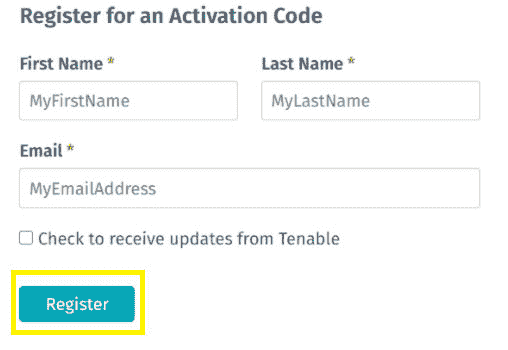 Register for an Activation Code
First Name * Last Name *
MyFirstName MyLastName
Email *
MyEmailAddress
Check to receive updates from Tenable
Register